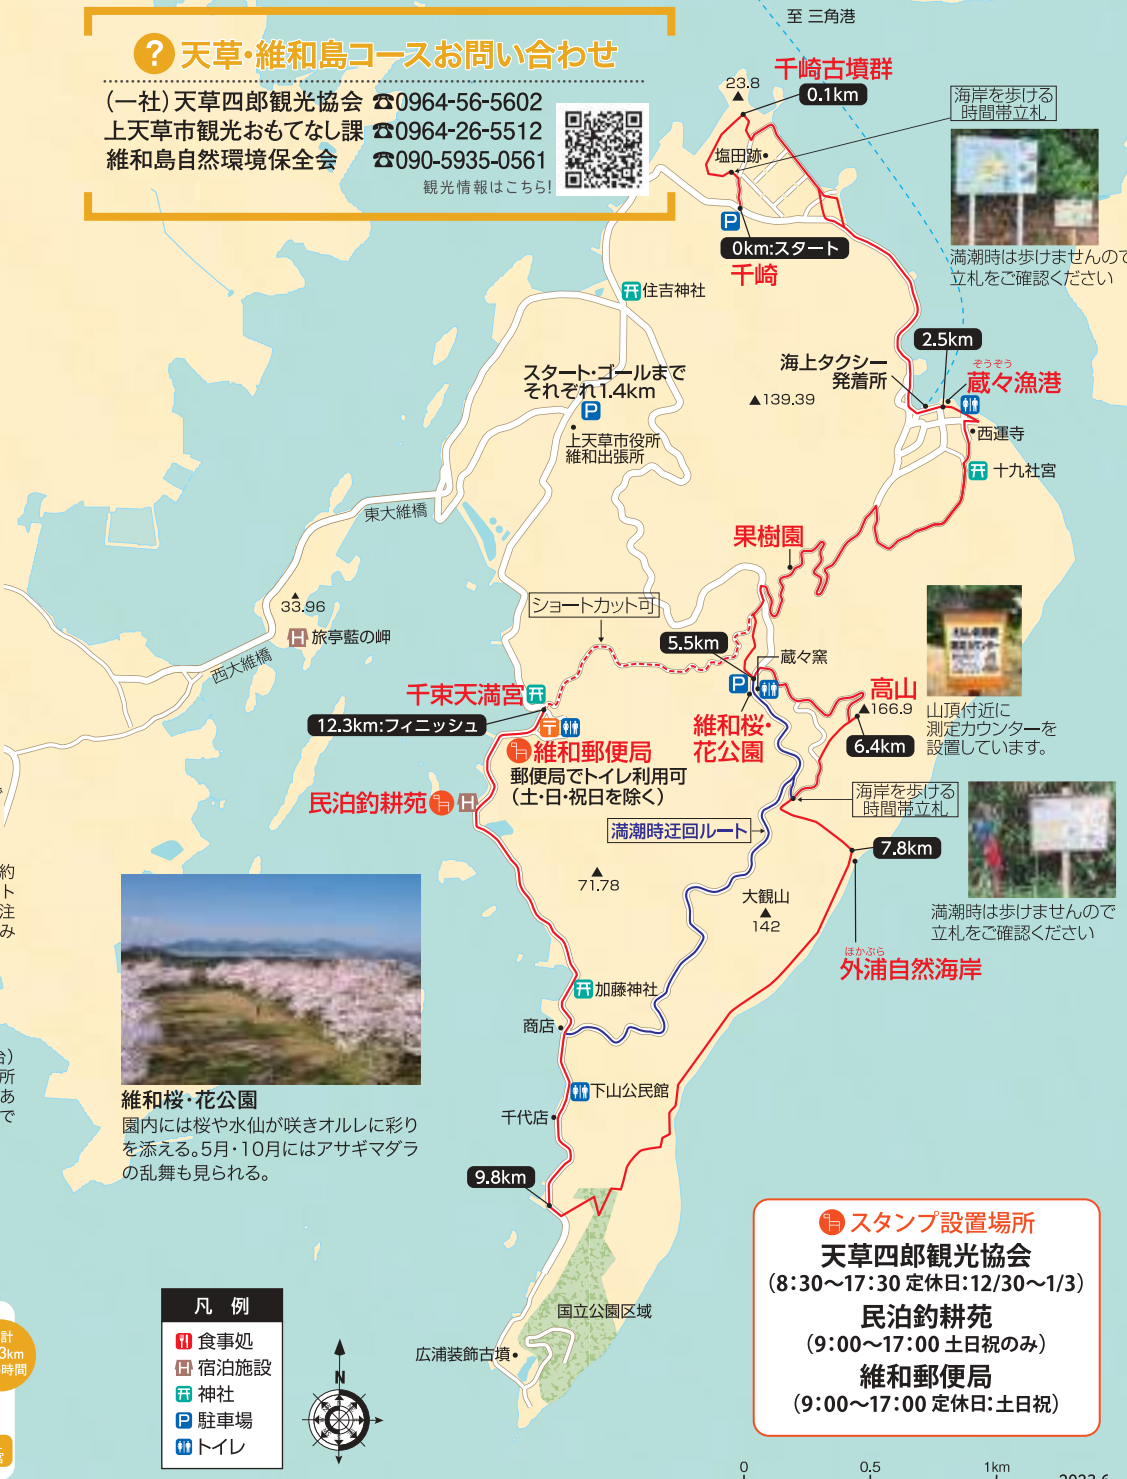 至 三角港
? 天草・維和島コースお問い合わせ
(一社)天草四郎観光協会 ☎0964-56-5602
上天草市観光おもてなし課 ☎0964-26-5512
維和島自然環境保全会 ☎090-5935-0561
観光情報はこちら!
千崎古墳群
23.8
0.1km
海岸を歩ける
時間帯立札
塩田跡
P
0km:スタート
千崎
満潮時は歩けませんので
立札をご確認ください
住吉神社
2.5km
海上タクシー
発着所
ぞうぞう
蔵々漁港
スタート・ゴールまで
それぞれ1.4km
P
▲139.39
上天草市役所
維和出張所
西運寺
十九社宮
東大維橋
果樹園
33.96
ショートカット可
H 旅亭藍の岬
西大維橋
5.5km
蔵々窯
千束天満宮
P
高山
▲166.9
12.3km:フィニッシュ
維和桜・
花公園
山頂付近に
測定カウンターを
設置しています。
〒
維和郵便局
6.4km
郵便局でトイレ利用可
(土・日・祝日を除く)
民泊釣耕苑 H
海岸を歩ける
時間帯立札
満潮時迂回ルート
7.8km
約
ト
注
み
71.78
大観山
142
満潮時は歩けませんので
立札をご確認ください
ほかぶら
外浦自然海岸
加藤神社
商店
台)
所
あ
で
下山公民館
維和桜・花公園
園内には桜や水仙が咲きオルレに彩り
を添える。5月・10月にはアサギマダラ
の乱舞も見られる。
千代店
9.8km
スタンプ設置場所
天草四郎観光協会
(8:30〜17:30 定休日:12/30〜1/3)
民泊釣耕苑
(9:00〜17:00 土日祝のみ)
維和郵便局
(9:00〜17:00 定休日:土日祝)
国立公園区域
広浦装飾古墳
凡 例
食事処
H 宿泊施設
神社
P 駐車場
トイレ
N
計
3km
時間
宮
0 0.5 1km